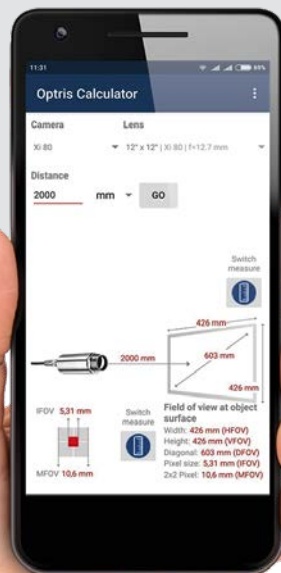 11:31
89%
Optris Calculator
Camera
Lens
Xi 80
12° x 12° | Xi 80 | f=12.7 mm
Distance
2000
mm
GO
Switch
measure
426 mm
603 mm
426 mm
2000 mm
IFOV 5,31 mm
MFOV 10,6 mm
Switch
measure
Field of view at object
surface
Width: 426 mm (HFOV)
Height: 426 mm (VFOV)
Diagonal: 603 mm (DFOV)
Pixel size: 5,31 mm (IFOV)
2x2 Pixel: 10,6 mm (MFOV)